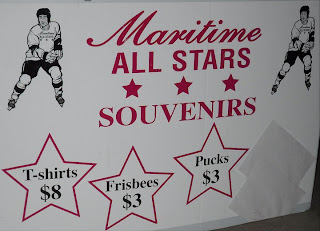 Maritime
ALL STARS
SOUVENIRS
T-shirts
$8
Frisbees
$3
Pucks
$3